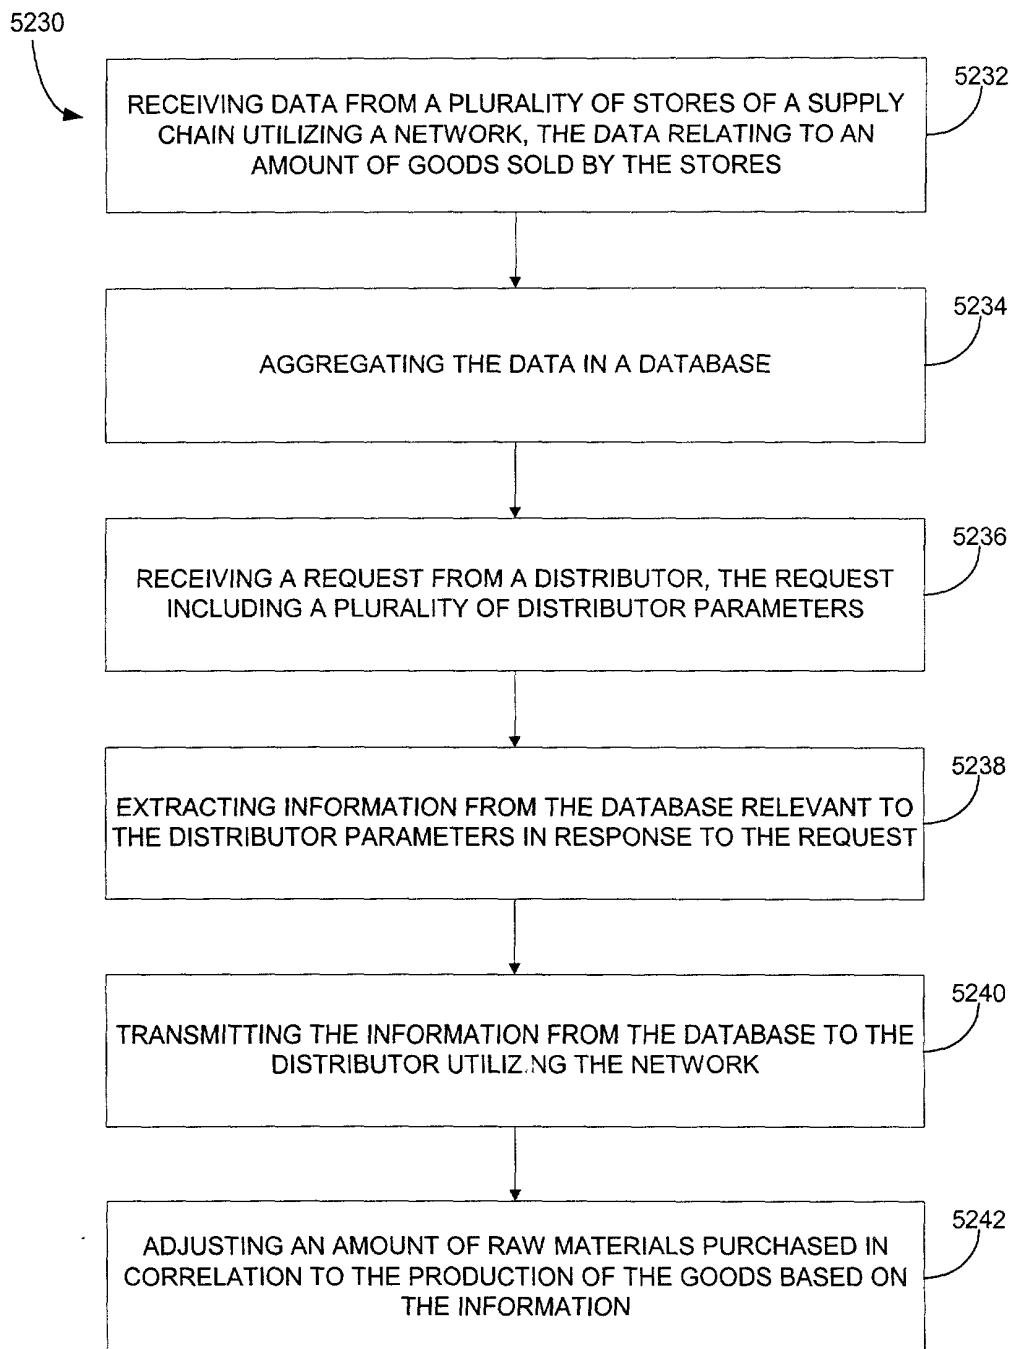 5230
5232
RECEIVING DATA FROM A PLURALITY OF STORES OF A SUPPLY
CHAIN UTILIZING A NETWORK, THE DATA RELATING TO AN
AMOUNT OF GOODS SOLD BY THE STORES
5234
AGGREGATING THE DATA IN A DATABASE
5236
RECEIVING A REQUEST FROM A DISTRIBUTOR, THE REQUEST
INCLUDING A PLURALITY OF DISTRIBUTOR PARAMETERS
5238
EXTRACTING INFORMATION FROM THE DATABASE RELEVANT TO
THE DISTRIBUTOR PARAMETERS IN RESPONSE TO THE REQUEST
5240
TRANSMITTING THE INFORMATION FROM THE DATABASE TO THE
DISTRIBUTOR UTILIZING THE NETWORK
5242
ADJUSTING AN AMOUNT OF RAW MATERIALS PURCHASED IN
CORRELATION TO THE PRODUCTION OF THE GOODS BASED ON
THE INFORMATION